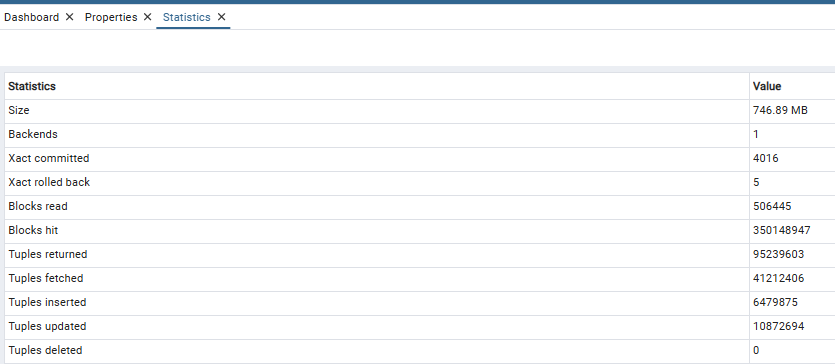 Dashboard Properties Statistics
Statistics Value
Size 746.89 MB
Backends 1
Xact committed 4016
Xact rolled back 5
Blocks read 506445
Blocks hit 350148947
Tuples returned 95239603
Tuples fetched 41212406
Tuples inserted 6479875
Tuples updated 10872694
Tuples deleted 0